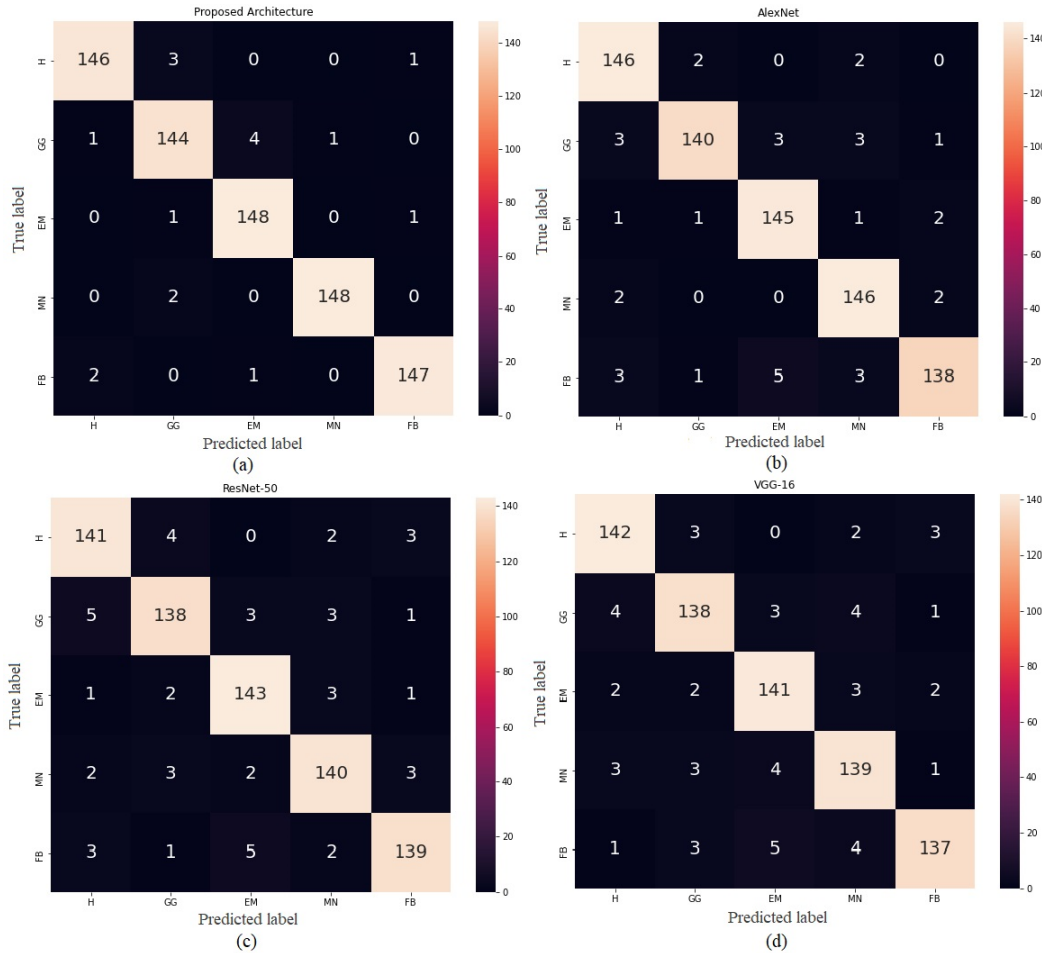 Proposed Architecture
H 146 3 0 0 1
GG 1 144 4 1 0
EM 0 1 148 0 1
MN 0 2 0 148 0
FB 2 0 1 0 147
H GG EM MN FB
True label
Predicted label
140
120
100
80
60
40
20
0
(a)
AlexNet
H 146 2 0 2 0
GG 3 140 3 3 1
EM 1 1 145 1 2
MN 2 0 0 146 2
FB 3 1 5 3 138
H GG EM MN FB
True label
Predicted label
140
120
100
80
60
40
20
0
(b)
ResNet-50
H 141 4 0 2 3
GG 5 138 3 3 1
EM 1 2 143 3 1
MN 2 3 2 140 3
FB 3 1 5 2 139
H GG EM MN FB
True label
Predicted label
140
120
100
80
60
40
20
0
(c)
VGG-16
H 142 3 0 2 3
GG 4 138 3 4 1
EM 2 2 141 3 2
MN 3 3 4 139 1
FB 1 3 5 4 137
H GG EM MN FB
True label
Predicted label
140
120
100
80
60
40
20
0
(d)